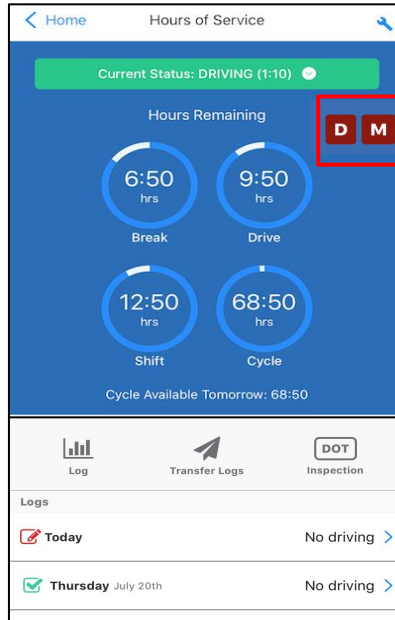 Home Hours of Service
Current Status: DRIVING (1:10)
Hours Remaining
D M
6:50 9:50
hrs hrs
Break Drive
12:50 68:50
hrs hrs
Shift Cycle
Cycle Available Tomorrow: 68:50
DOT
Log Transfer Logs Inspection
Logs
Today No driving
Thursday July 20th No driving